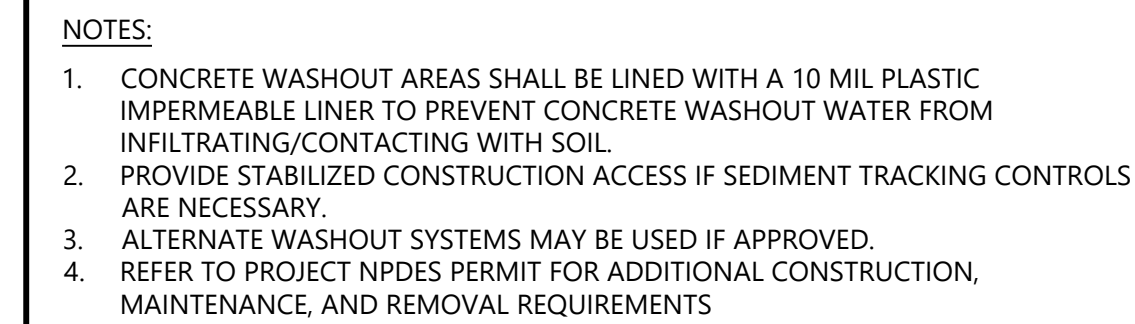 NOTES:
1. CONCRETE WASHOUT AREAS SHALL BE LINED WITH A 10 MIL PLASTIC
IMPERMEABLE LINER TO PREVENT CONCRETE WASHOUT WATER FROM
INFILTRATING/CONTACTING WITH SOIL.
2. PROVIDE STABILIZED CONSTRUCTION ACCESS IF SEDIMENT TRACKING CONTROLS
ARE NECESSARY.
3. ALTERNATE WASHOUT SYSTEMS MAY BE USED IF APPROVED.
4. REFER TO PROJECT NPDES PERMIT FOR ADDITIONAL CONSTRUCTION,
MAINTENANCE, AND REMOVAL REQUIREMENTS